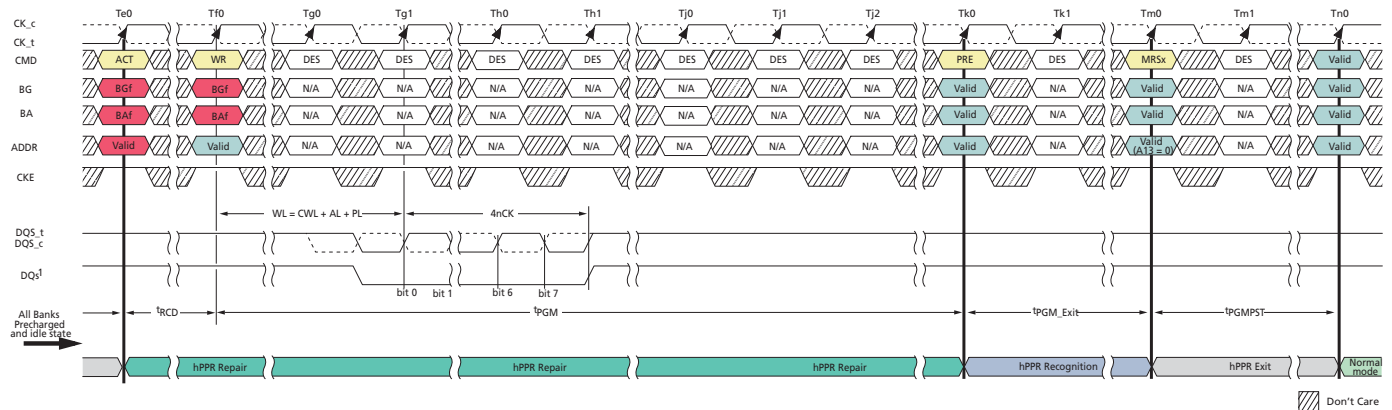 Te0 Tf0 Tg0 Tg1 Th0 Th1 Tj0 Tj1 Tj2 Tk0 Tk1 Tm0 Tm1 Tn0
CK_c
CK_t
CMD ACT WR DES DES DES DES DES DES DES PRE DES MRSx DES Valid
BG BGf BGf N/A N/A N/A N/A N/A N/A N/A Valid N/A Valid N/A Valid
BA BAf BAf N/A N/A N/A N/A N/A N/A N/A Valid N/A Valid N/A Valid
ADDR Valid Valid N/A N/A N/A N/A N/A N/A N/A Valid N/A Valid (A13 = 0) N/A Valid
CKE
WL = CWL + AL + PL 4nCK
DQS_t
DQS_c
DQs1
bit 0 bit 1 bit 6 bit 7
All Banks
Precharged
and idle state
tRCD tPGM tPGM_Exit tPGMPST
hPPR Repair hPPR Repair hPPR Repair hPPR Recognition hPPR Exit Normal
mode
Don't Care